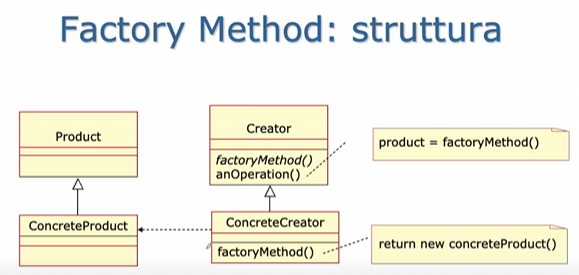 Factory Method: struttura
Product
Creator
factoryMethod()
anOperation()
product = factoryMethod()
ConcreteProduct
ConcreteCreator
factoryMethod()
return new concreteProduct()